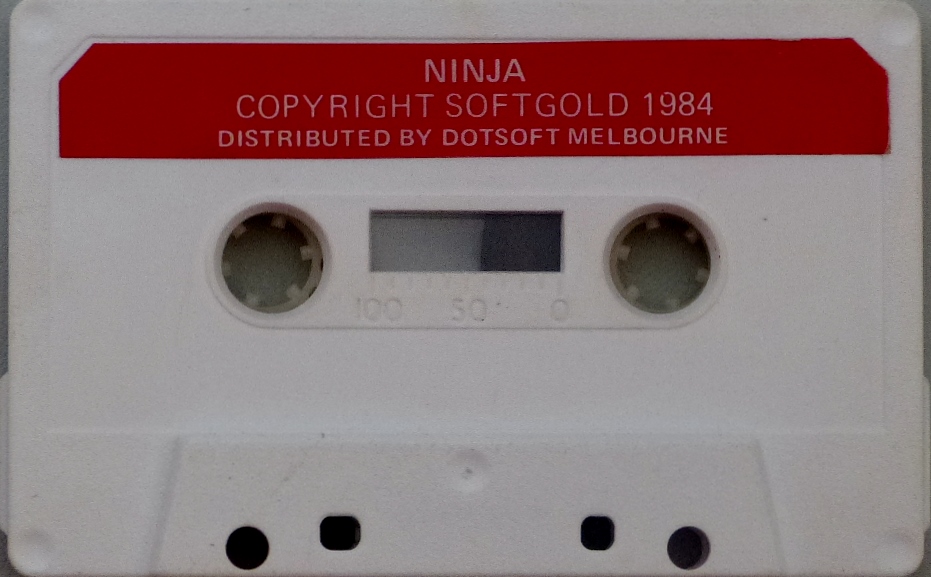 NINJA
COPYRIGHT SOFTGOLD 1984
DISTRIBUTED BY DOTSOFT MELBOURNE
100 50 0